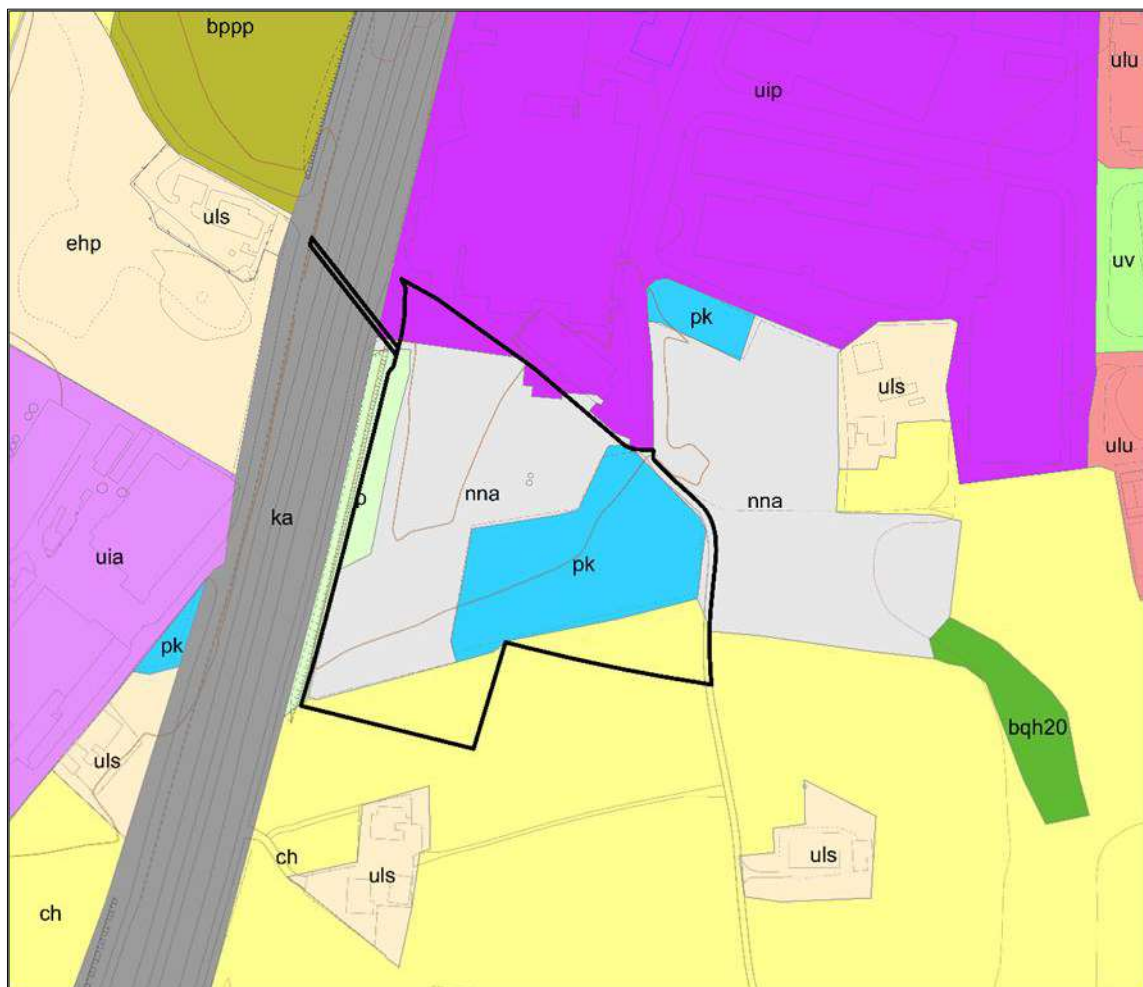 bppp
ulu
uip
uls
ehp
uv
pk
uls
ulu
p
nna
nna
ka
uia
pk
pk
bqh20
uls
ch
uls
uls
ch